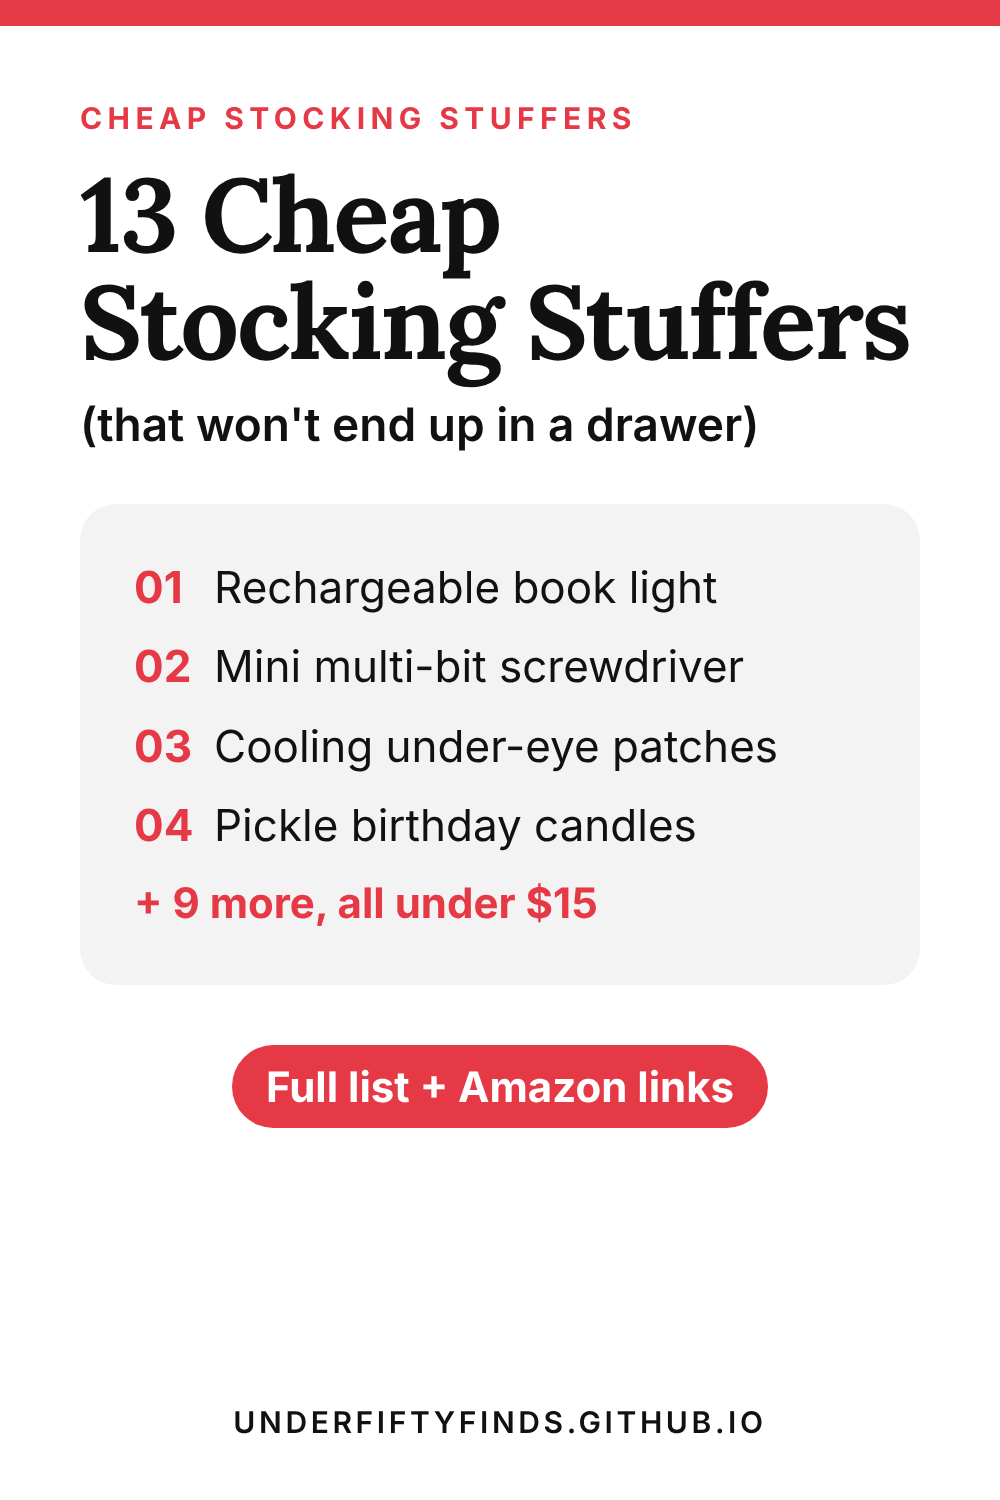 CHEAP STOCKING STUFFERS
13 Cheap
Stocking Stuffers
(that won't end up in a drawer)
01 Rechargeable book light
02 Mini multi-bit screwdriver
03 Cooling under-eye patches
04 Pickle birthday candles
+ 9 more, all under $15
Full list + Amazon links
UNDERFIFTYFINDS.GITHUB.IO